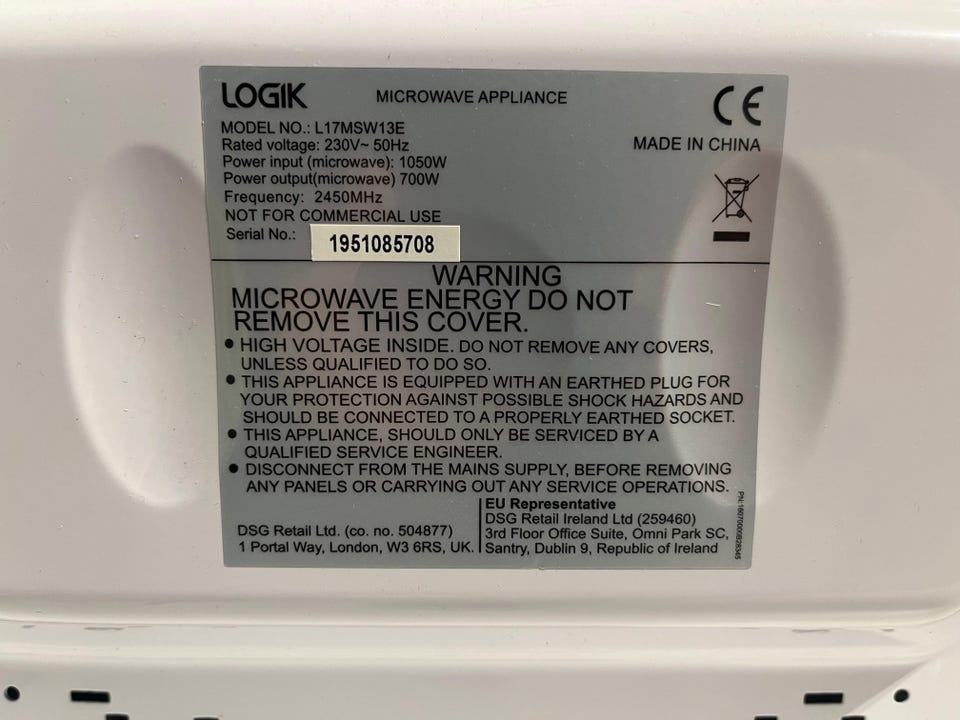 LOGIK
MICROWAVE APPLIANCE
CE
MODEL NO.: L17MSW13E
Rated voltage: 230V~ 50Hz
MADE IN CHINA
Power input (microwave): 1050W
Power output(microwave) 700W
Frequency: 2450MHz
NOT FOR COMMERCIAL USE
Serial No.: 1951085708
WARNING
MICROWAVE ENERGY DO NOT
REMOVE THIS COVER.
• HIGH VOLTAGE INSIDE. DO NOT REMOVE ANY COVERS,
UNLESS QUALIFIED TO DO SO.
• THIS APPLIANCE IS EQUIPPED WITH AN EARTHED PLUG FOR
YOUR PROTECTION AGAINST POSSIBLE SHOCK HAZARDS AND
SHOULD BE CONNECTED TO A PROPERLY EARTHED SOCKET.
• THIS APPLIANCE, SHOULD ONLY BE SERVICED BY A
QUALIFIED SERVICE ENGINEER.
• DISCONNECT FROM THE MAINS SUPPLY, BEFORE REMOVING
ANY PANELS OR CARRYING OUT ANY SERVICE OPERATIONS.
DSG Retail Ltd. (co. no. 504877)
1 Portal Way, London, W3 6RS, UK.
EU Representative
DSG Retail Ireland Ltd (259460)
3rd Floor Office Suite, Omni Park SC,
Santry, Dublin 9, Republic of Ireland